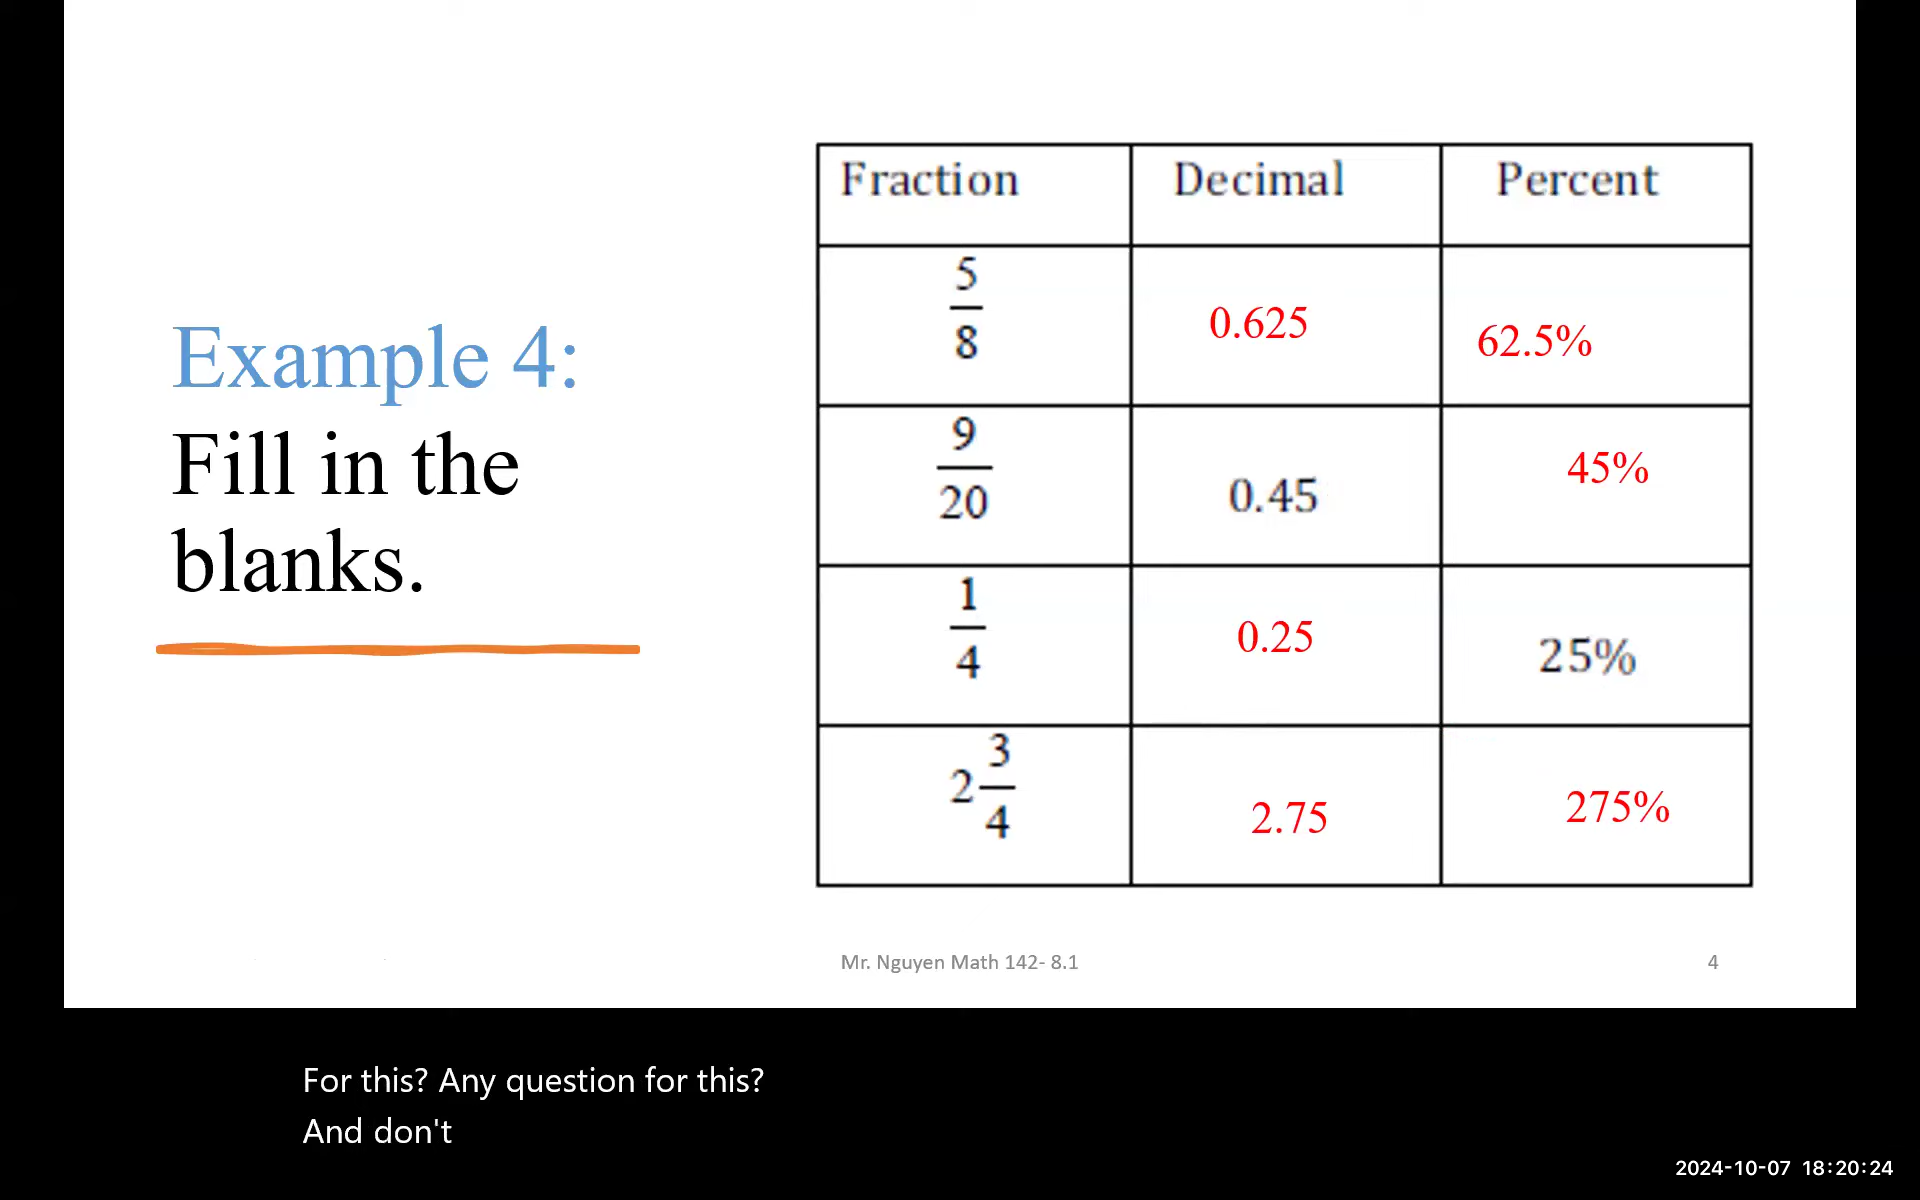 Example 4:
Fill in the
blanks.
Fraction Decimal Percent
5/8 0.625 62.5%
9/20 0.45 45%
1/4 0.25 25%
2 3/4 2.75 275%
Mr. Nguyen Math 142- 8.1 4
For this? Any question for this?
And don't
2024-10-07 18:20:24